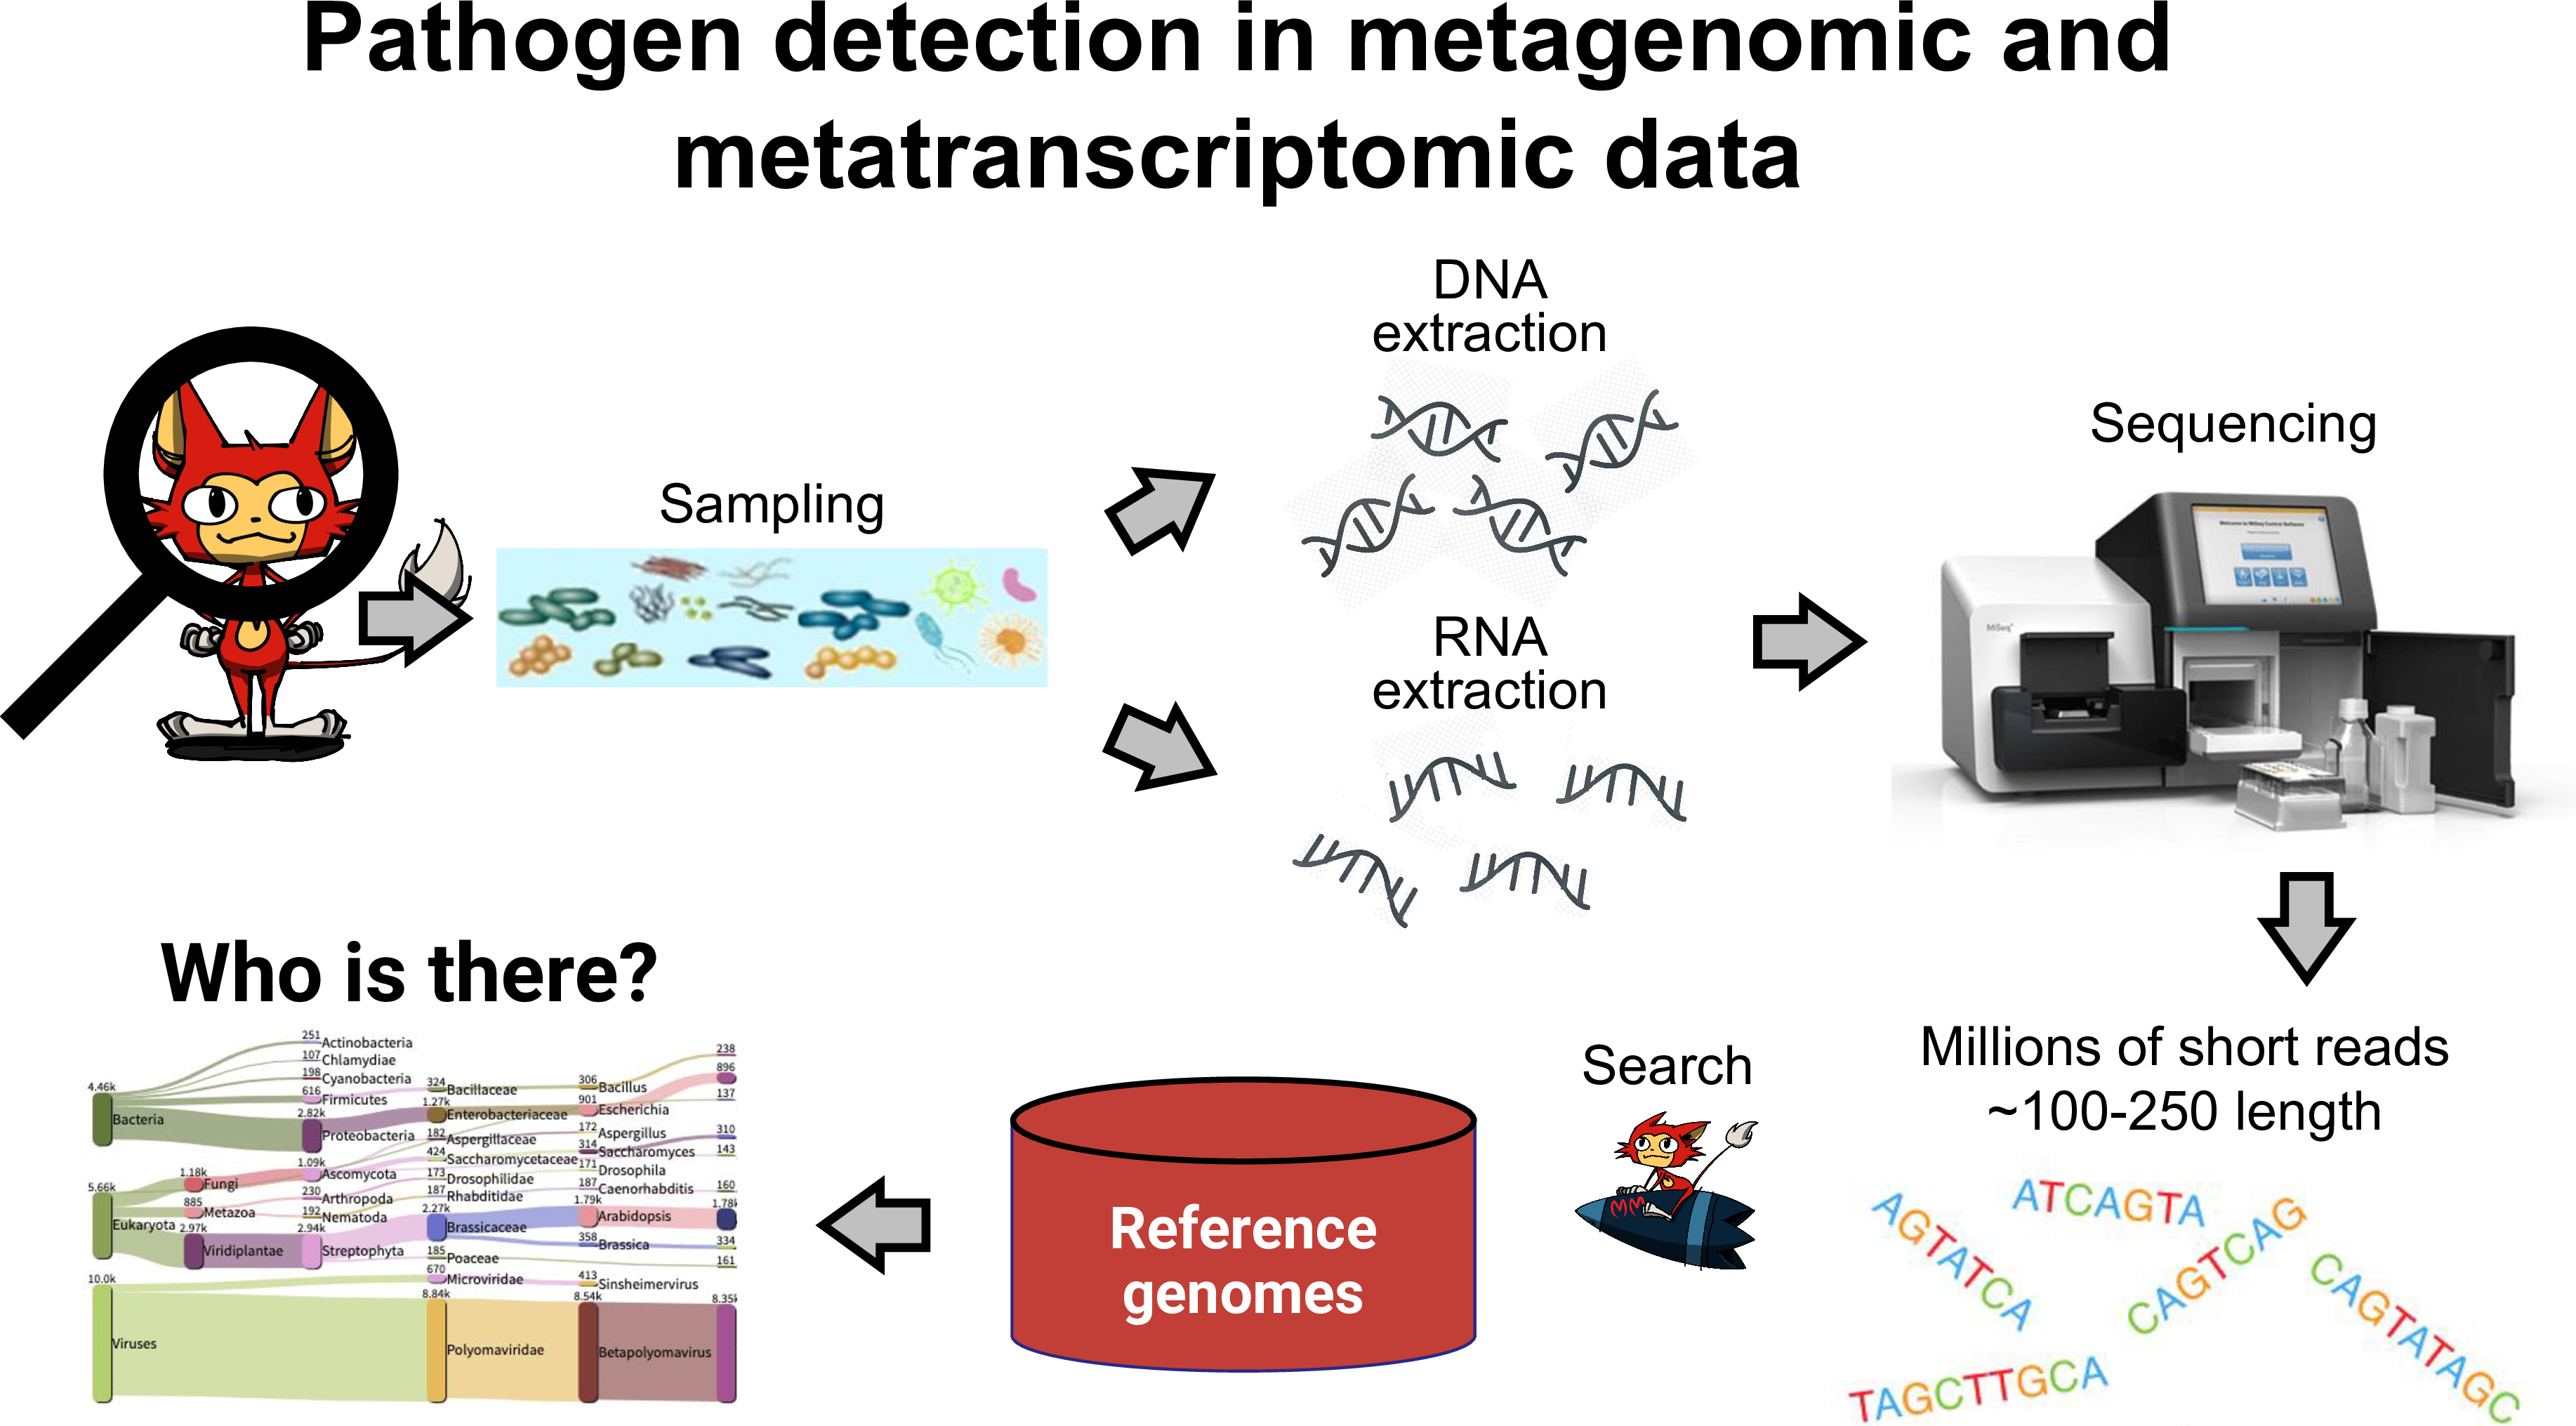 Pathogen detection in metagenomic and
metatranscriptomic data
DNA
extraction
Sampling
Sequencing
RNA
extraction
MiSeq
Welcome to MiSeq Control Software
MM
Search
Millions of short reads
~100-250 length
AGTATCA
ATCAGTA
CAGTCAG
CAGTATAGC
TAGCTTGCA
Reference
genomes
Who is there?
4.46k
Bacteria
251
Actinobacteria
107
Chlamydiae
198
Cyanobacteria
616
Firmicutes
2.82k
Proteobacteria
324
Bacillaceae
1.27k
Enterobacteriaceae
306
Bacillus
901
Escherichia
238
896
137
5.66k
Eukaryota
1.18k
Fungi
885
Metazoa
2.97k
Viridiplantae
1.09k
Ascomycota
230
Arthropoda
192
Nematoda
2.94k
Streptophyta
182
Aspergillaceae
424
Saccharomycetaceae
173
Drosophilidae
187
Rhabditidae
2.27k
Brassicaceae
185
Poaceae
172
Aspergillus
314
Saccharomyces
171
Drosophila
187
Caenorhabditis
1.79k
Arabidopsis
358
Brassica
310
143
160
1.78k
334
161
10.0k
Viruses
670
Microviridae
8.84k
Polyomaviridae
413
Sinsheimervirus
8.54k
Betapolyomavirus
8.35k